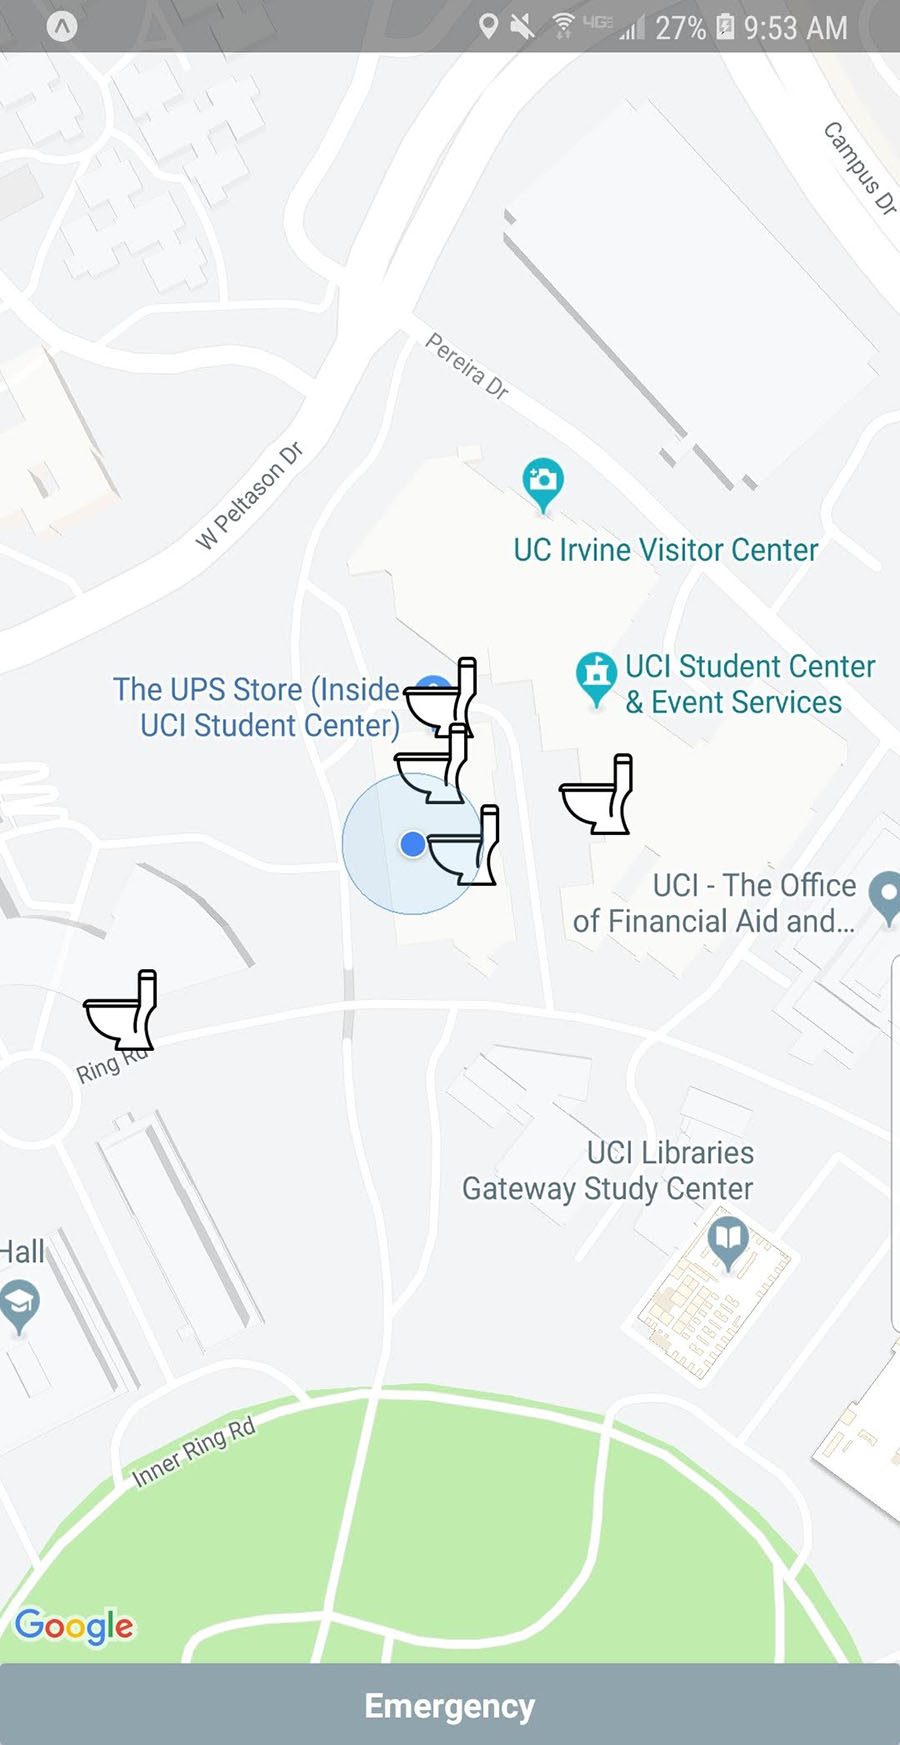 4GE 27% 9:53 AM
Campus Dr
Pereira Dr
W Peltason Dr
UC Irvine Visitor Center
The UPS Store (Inside
UCI Student Center)
UCI Student Center
& Event Services
UCI - The Office
of Financial Aid and...
Ring Rd
UCI Libraries
Gateway Study Center
Hall
Inner Ring Rd
Google
Emergency